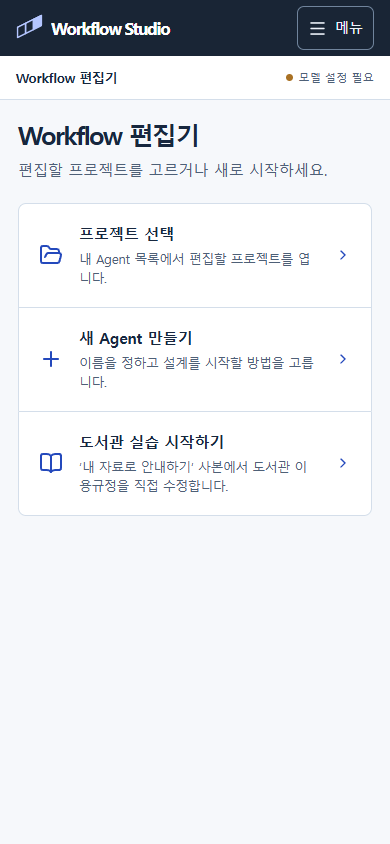 Workflow Studio
메뉴
Workflow 편집기
모델 설정 필요
Workflow 편집기
편집할 프로젝트를 고르거나 새로 시작하세요.
프로젝트 선택
내 Agent 목록에서 편집할 프로젝트를 엽
니다.
새 Agent 만들기
이름을 정하고 설계를 시작할 방법을 고릅
니다.
도서관 실습 시작하기
‘내 자료로 안내하기’ 사본에서 도서관 이
용규정을 직접 수정합니다.